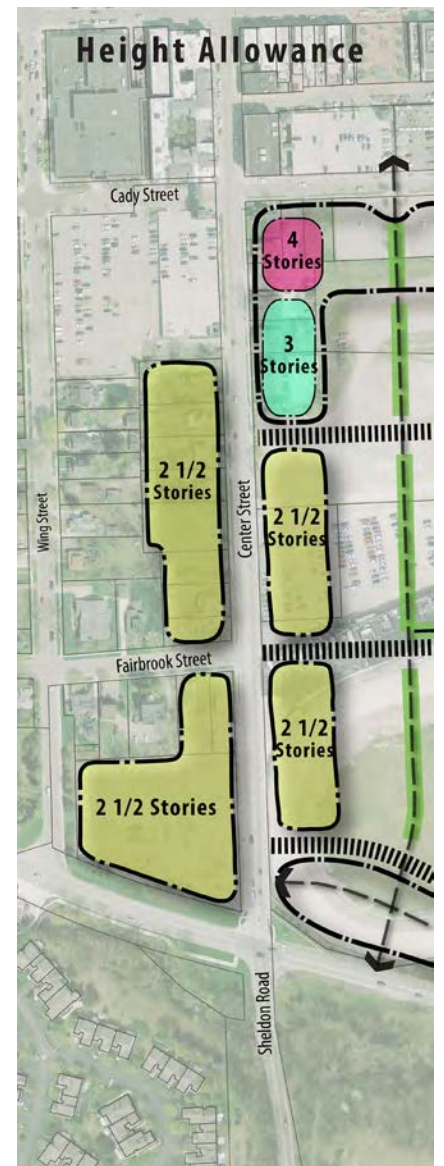 Height Allowance
Cady Street
4
Stories
3
Stories
2 1/2
Stories
Wing Street
Center Street
2 1/2
Stories
Fairbrook Street
2 1/2
Stories
2 1/2 Stories
Sheldon Road